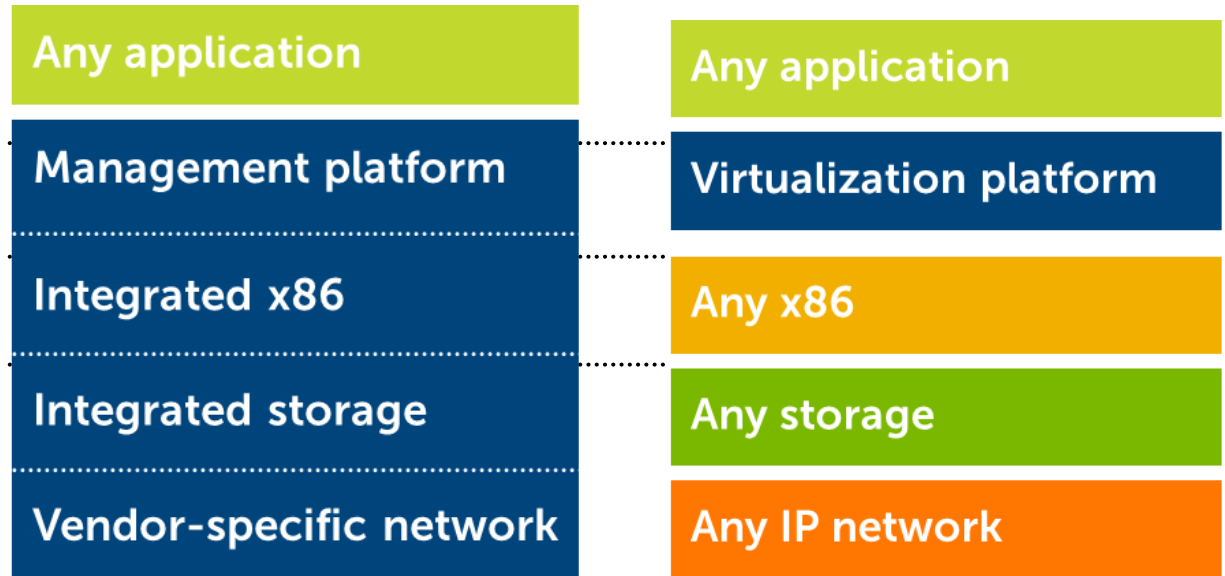 Any application
Management platform
Integrated x86
Integrated storage
Vendor-specific network
Any application
Virtualization platform
Any x86
Any storage
Any IP network